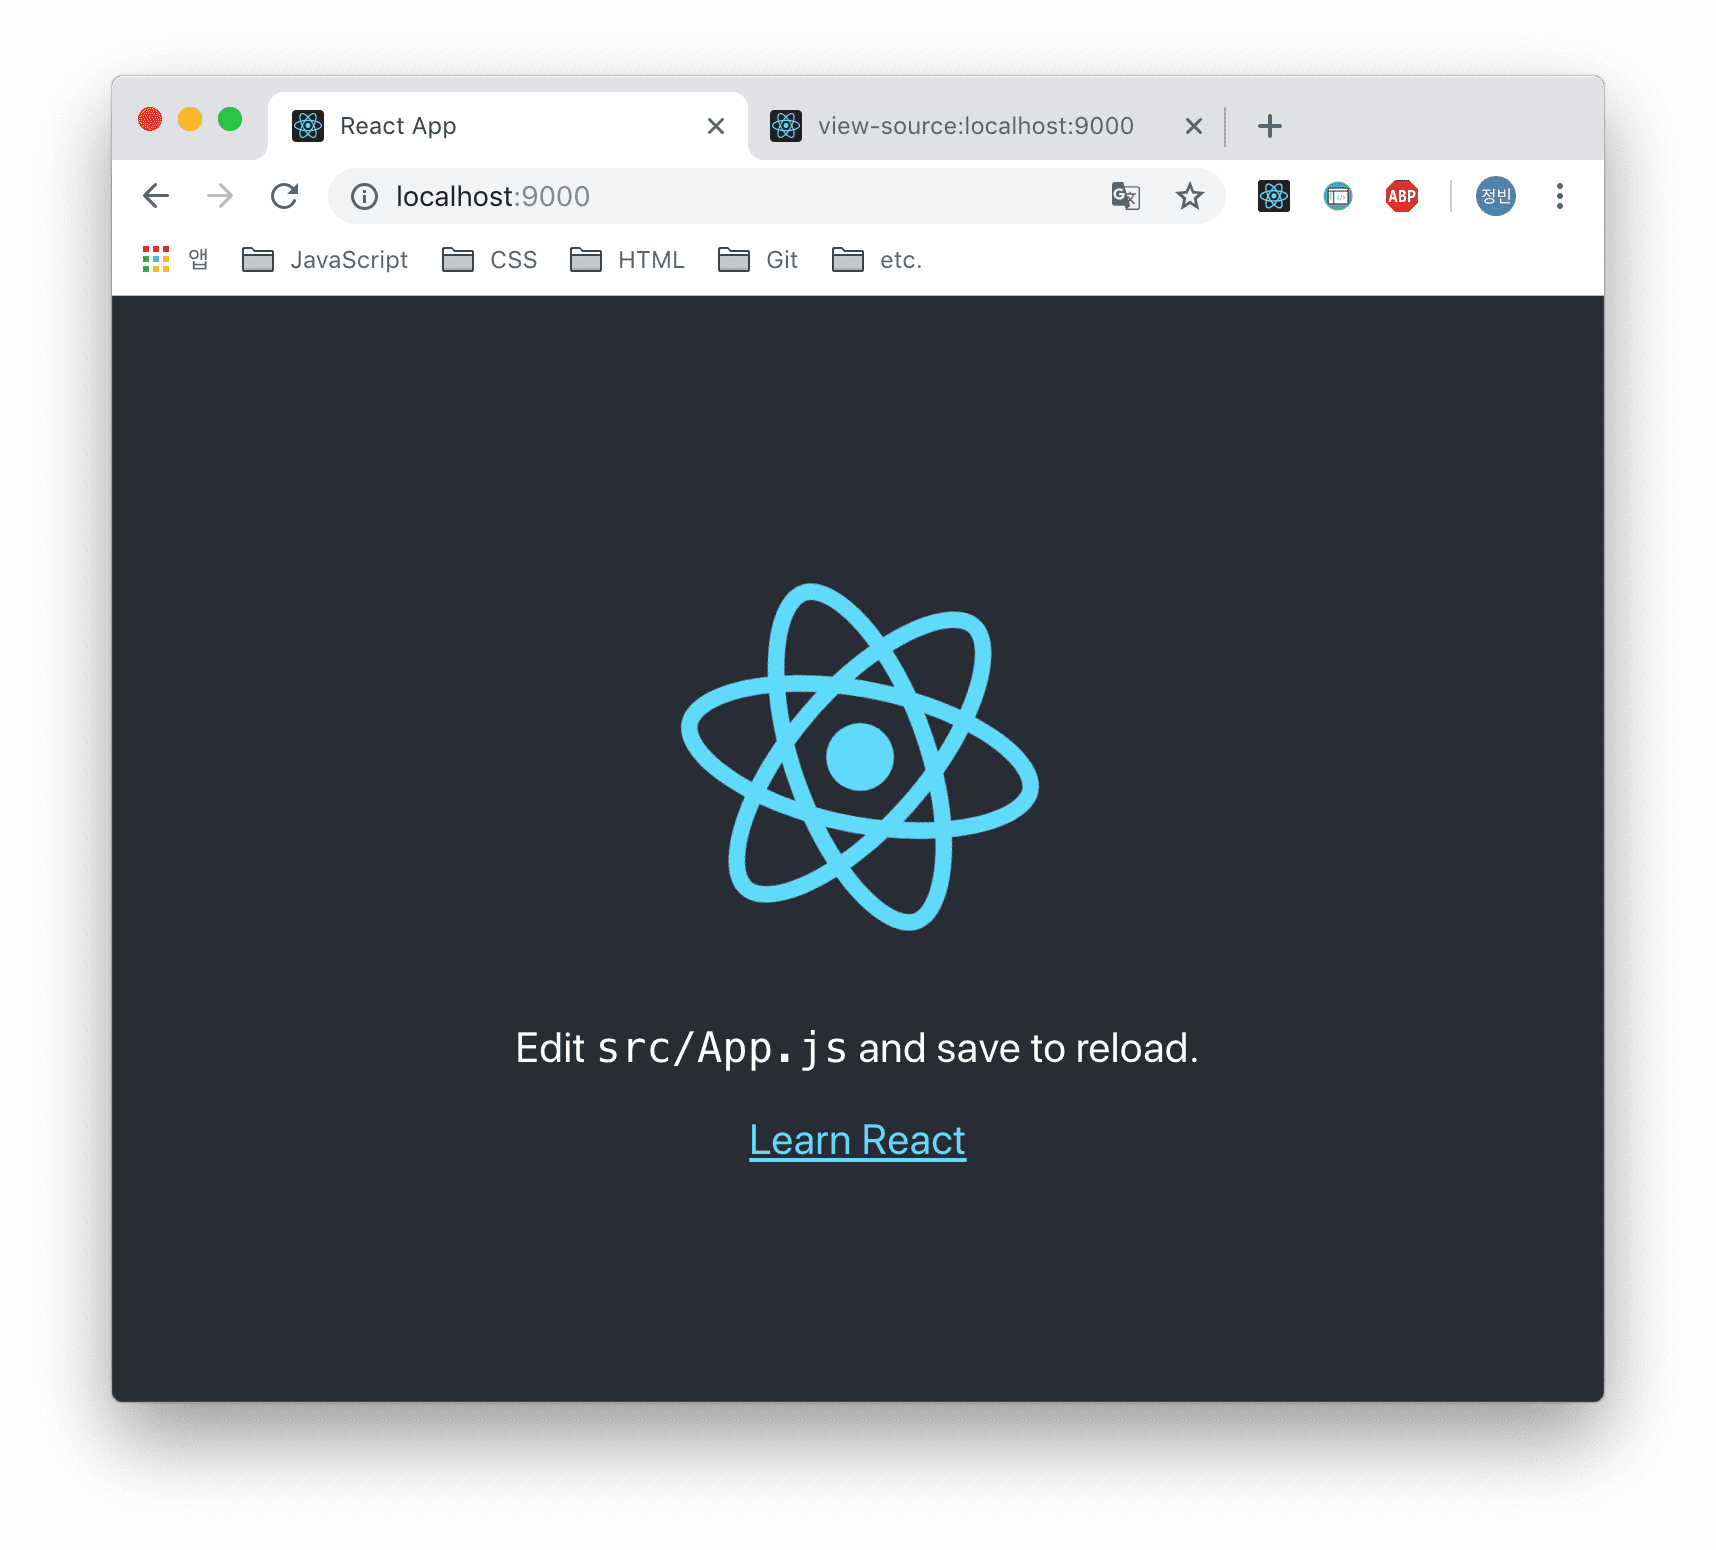 React App
view-source:localhost:9000
localhost:9000
ABP
정빈
앱
JavaScript
CSS
HTML
Git
etc.
Edit src/App.js and save to reload.
Learn React